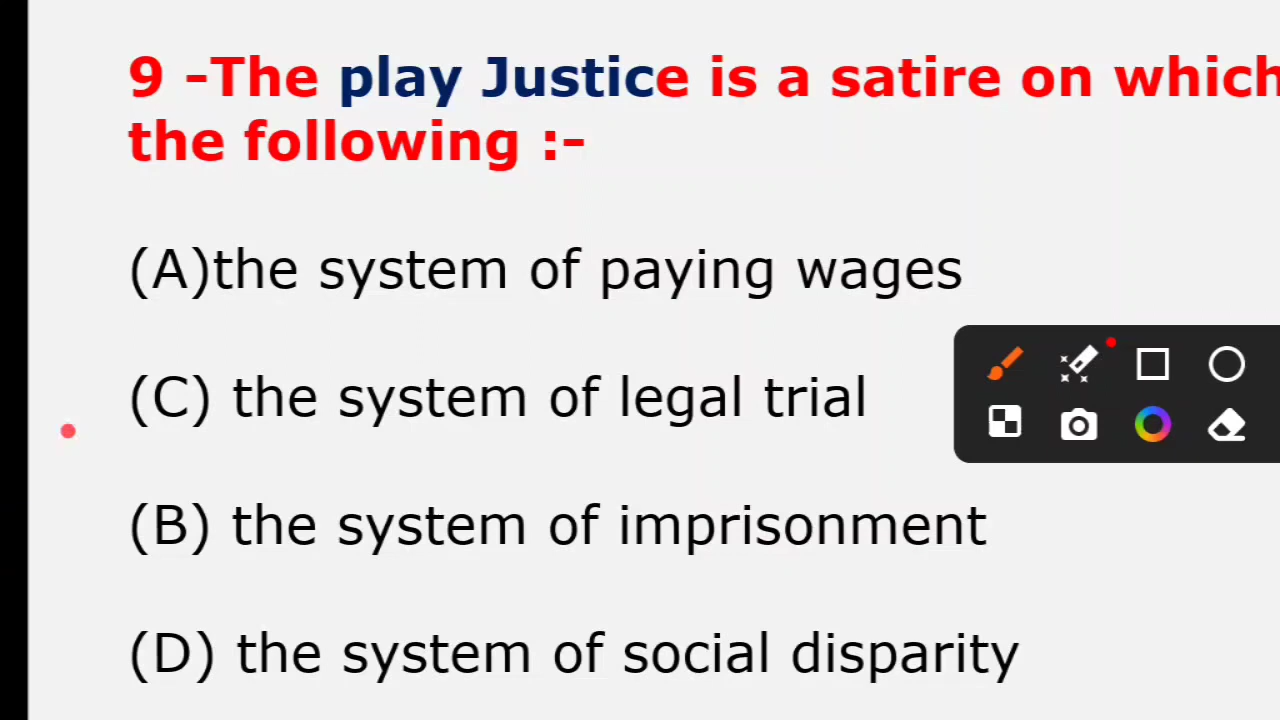 9 -The play Justice is a satire on which
the following :-
(A)the system of paying wages
(C) the system of legal trial
(B) the system of imprisonment
(D) the system of social disparity